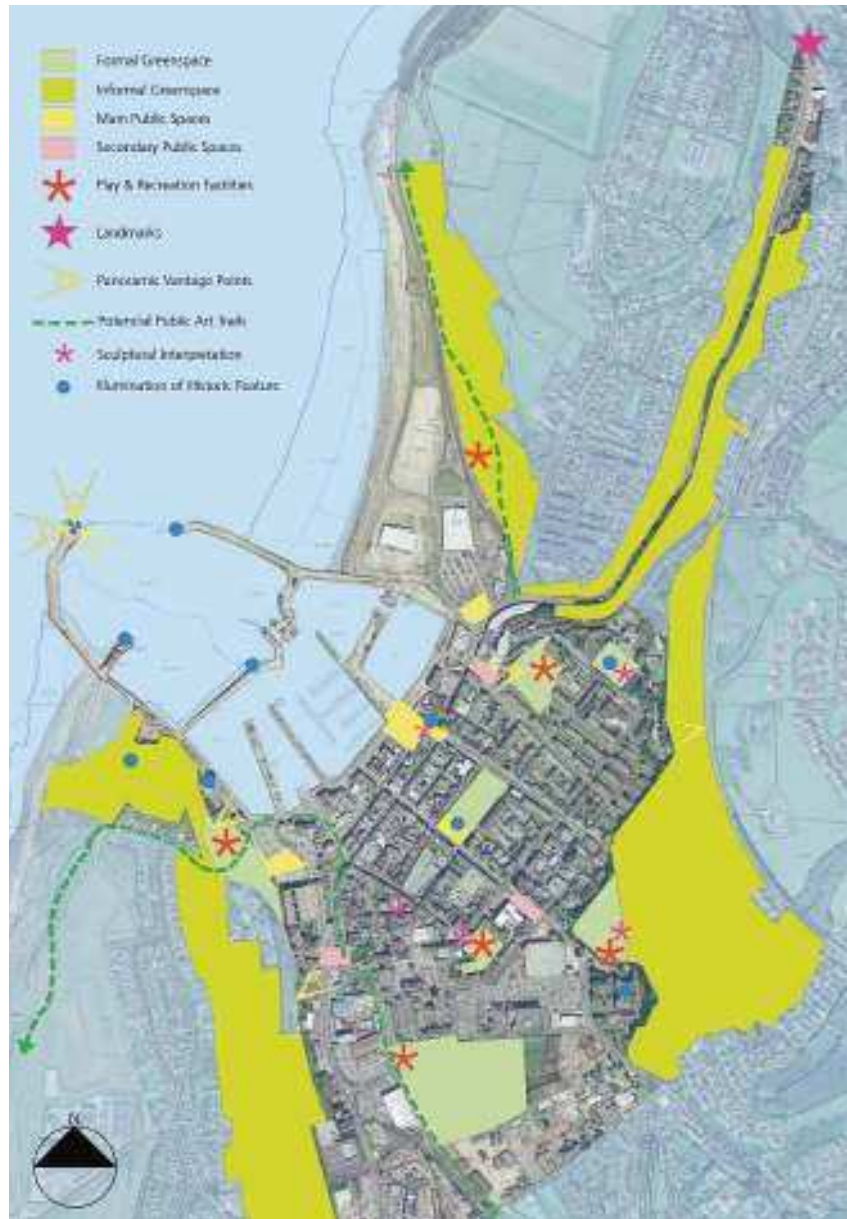 Formal Greenspace
Informal Greenspace
Main Public Spaces
Secondary Public Spaces
Play & Recreation Facilities
Landmarks
Panoramic Vantage Points
Potential Public Art Trails
Sculptural Interpretation
Illumination of Historic Feature
N